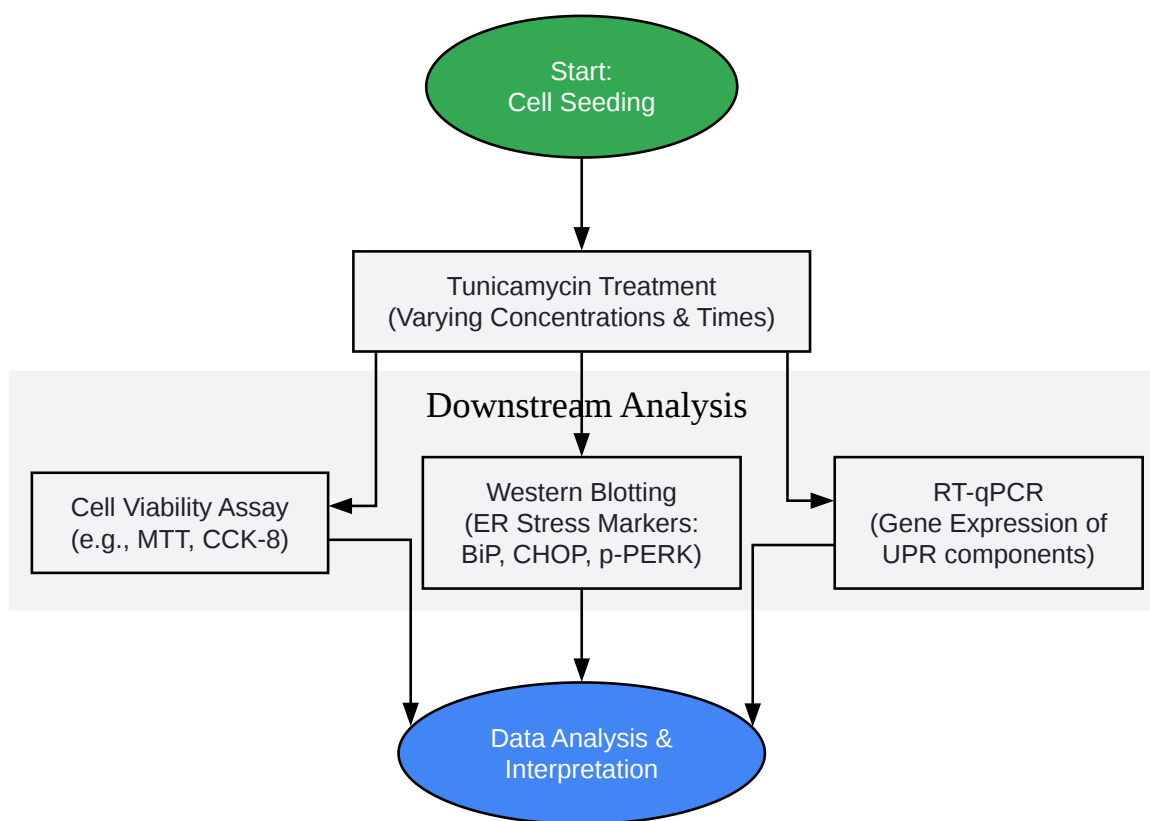 Start:
Cell Seeding
Tunicamycin Treatment
(Varying Concentrations & Times)
Downstream Analysis
Cell Viability Assay
(e.g., MTT, CCK-8)
Western Blotting
(ER Stress Markers:
BiP, CHOP, p-PERK)
RT-qPCR
(Gene Expression of
UPR components)
Data Analysis &
Interpretation